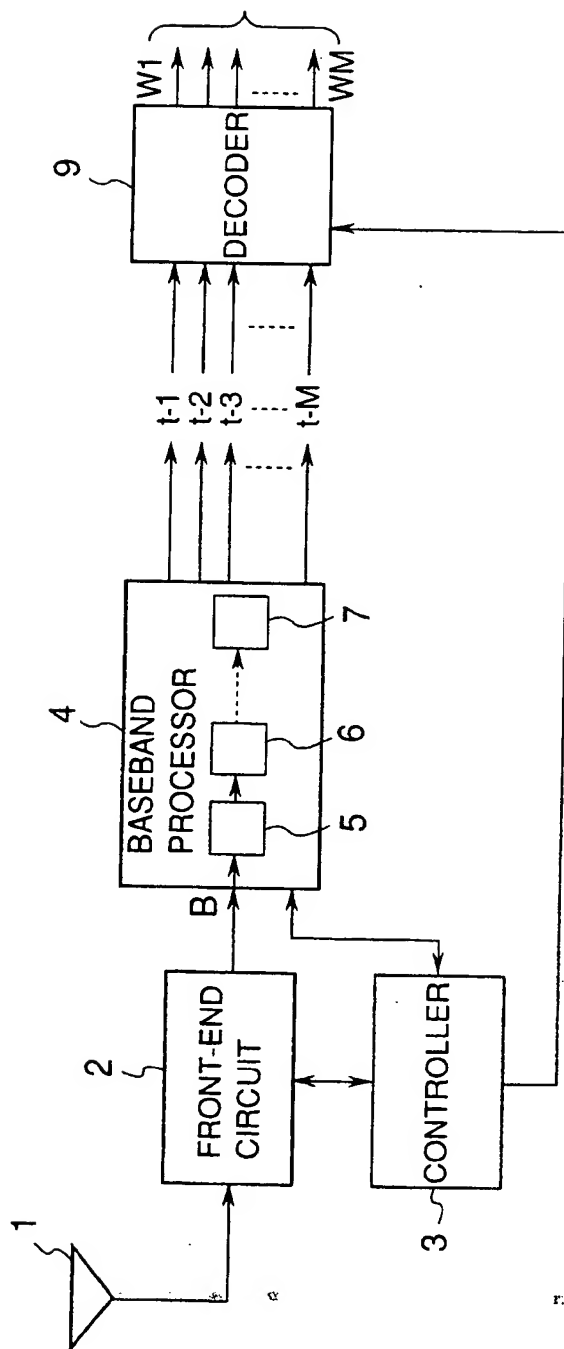 1
2
FRONT-END
CIRCUIT
3
CONTROLLER
B
4
BASEBAND
PROCESSOR
5
6
7
t-1
t-2
t-3
t-M
9
DECODER
W1
WM